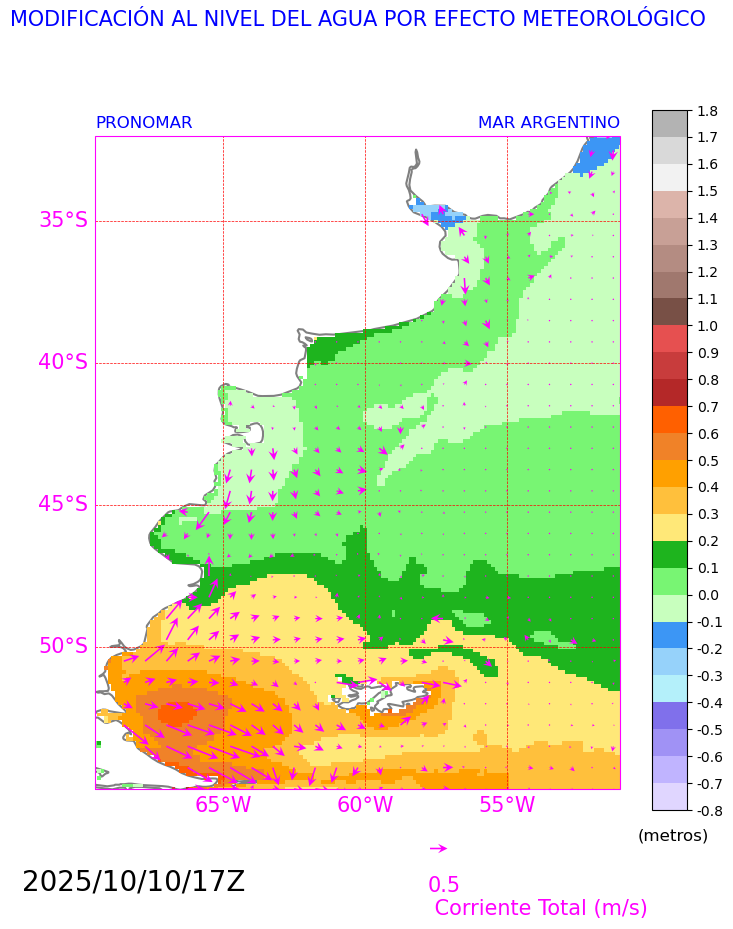 MODIFICACIÓN AL NIVEL DEL AGUA POR EFECTO METEOROLÓGICO
PRONOMAR
MAR ARGENTINO
35°S
40°S
45°S
50°S
65°W
60°W
55°W
1.8
1.7
1.6
1.5
1.4
1.3
1.2
1.1
1.0
0.9
0.8
0.7
0.6
0.5
0.4
0.3
0.2
0.1
0.0
-0.1
-0.2
-0.3
-0.4
-0.5
-0.6
-0.7
-0.8
(metros)
2025/10/10/17Z
0.5
Corriente Total (m/s)